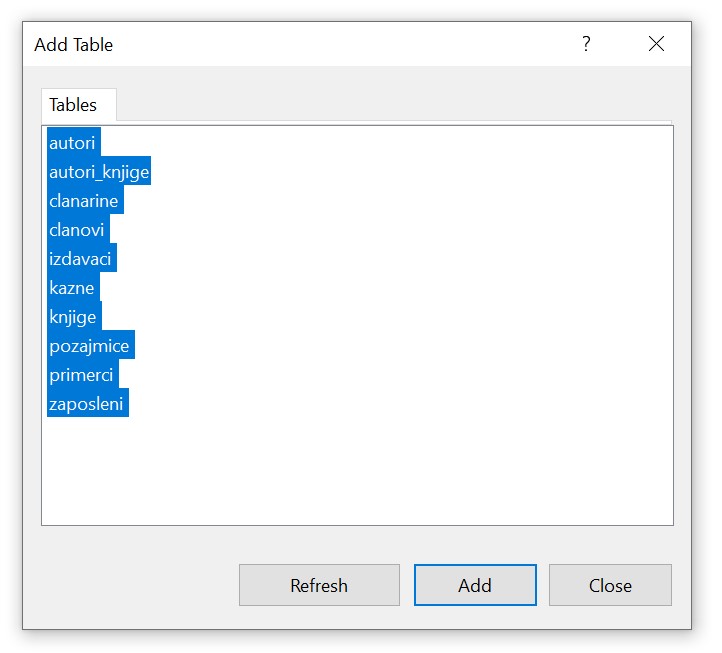 Add Table
?
Tables
autori
autori_knjige
clanarine
clanovi
izdavaci
kazne
knjige
pozajmice
primerci
zaposleni
Refresh Add Close